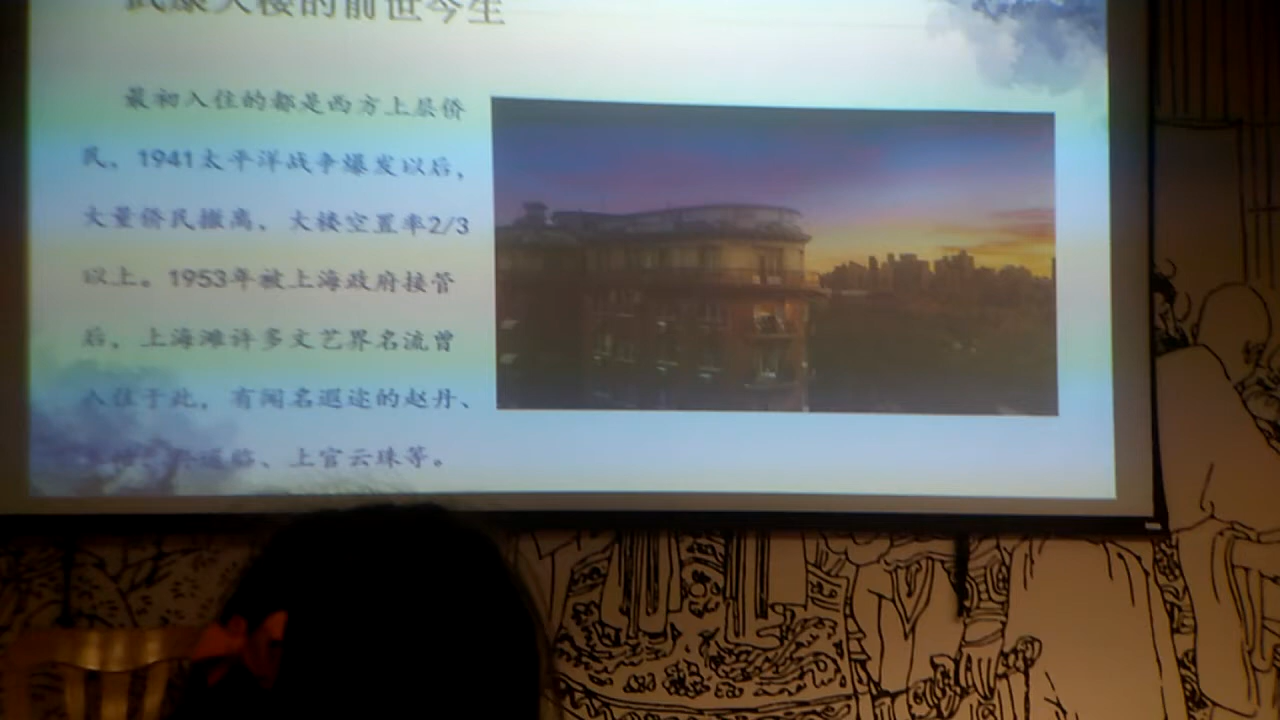 武康大楼的前世今生
最初入住的都是西方上层侨
民。1941太平洋战争爆发以后，
大量侨民撤离，大楼空置率2/3
以上。1953年被上海政府接管
后，上海滩许多文艺界名流曾
入住于此，有闻名遐迩的赵丹、
、上官云珠等。